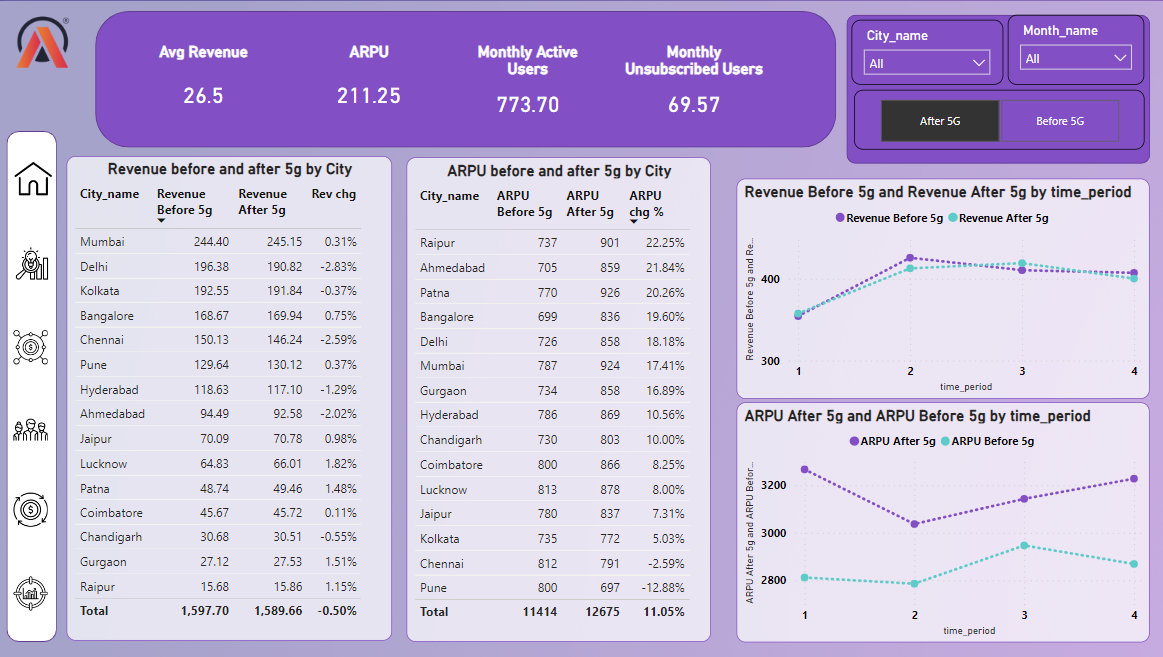 Avg Revenue
26.5
ARPU
211.25
Monthly Active
Users
773.70
Monthly
Unsubscribed Users
69.57
City_name
All
Month_name
All
After 5G
Before 5G
Revenue before and after 5g by City
City_name Revenue Before 5g Revenue After 5g Rev chg
Mumbai 244.40 245.15 0.31%
Delhi 196.38 190.82 -2.83%
Kolkata 192.55 191.84 -0.37%
Bangalore 168.67 169.94 0.75%
Chennai 150.13 146.24 -2.59%
Pune 129.64 130.12 0.37%
Hyderabad 118.63 117.10 -1.29%
Ahmedabad 94.49 92.58 -2.02%
Jaipur 70.09 70.78 0.98%
Lucknow 64.83 66.01 1.82%
Patna 48.74 49.46 1.48%
Coimbatore 45.67 45.72 0.11%
Chandigarh 30.68 30.51 -0.55%
Gurgaon 27.12 27.53 1.51%
Raipur 15.68 15.86 1.15%
Total 1,597.70 1,589.66 -0.50%
ARPU before and after 5g by City
City_name ARPU Before 5g ARPU After 5g ARPU chg %
Raipur 737 901 22.25%
Ahmedabad 705 859 21.84%
Patna 770 926 20.26%
Bangalore 699 836 19.60%
Delhi 726 858 18.18%
Mumbai 787 924 17.41%
Gurgaon 734 858 16.89%
Hyderabad 786 869 10.56%
Chandigarh 730 803 10.00%
Coimbatore 800 866 8.25%
Lucknow 813 878 8.00%
Jaipur 780 837 7.31%
Kolkata 735 772 5.03%
Chennai 812 791 -2.59%
Pune 800 697 -12.88%
Total 11414 12675 11.05%
Revenue Before 5g and Revenue After 5g by time_period
Revenue Before 5g Revenue After 5g
Revenue Before 5g and Re...
400
300
1 2 3 4
time_period
ARPU After 5g and ARPU Before 5g by time_period
ARPU After 5g ARPU Before 5g
ARPU After 5g and ARPU Befor...
3200
3000
2800
1 2 3 4
time_period